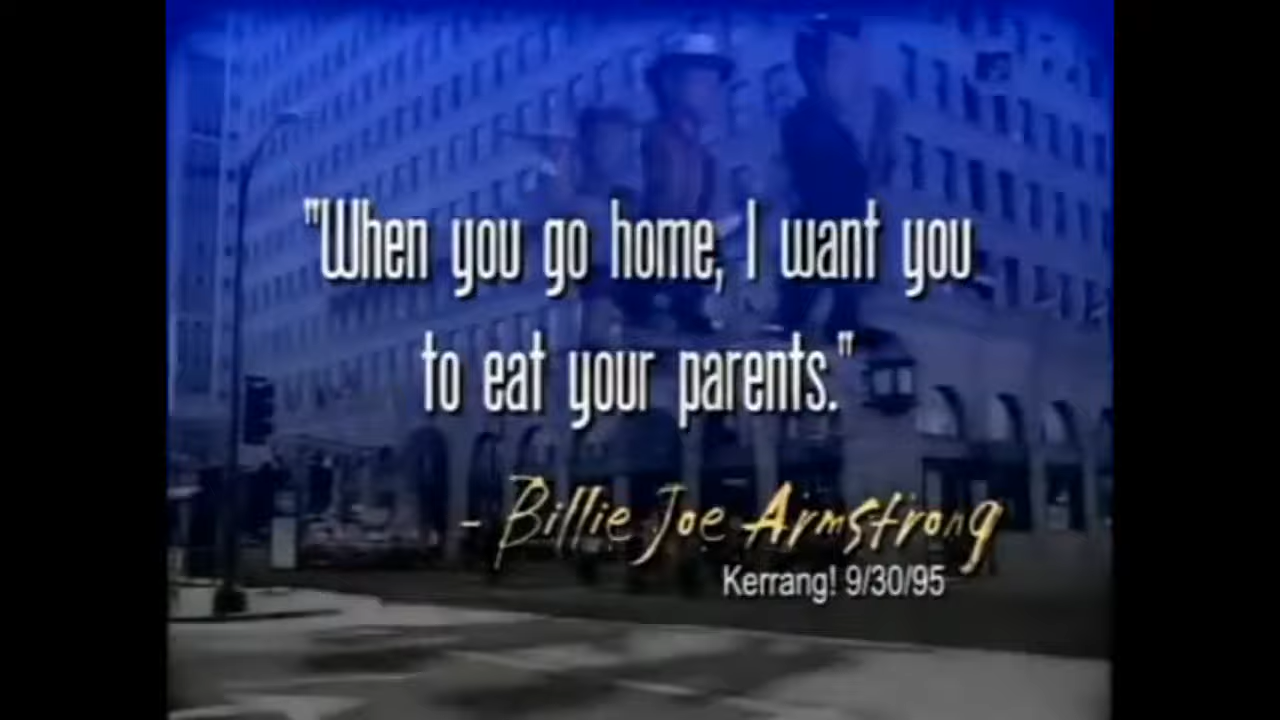 "When you go home, I want you
to eat your parents."
- Billie Joe Armstrong
Kerrang! 9/30/95